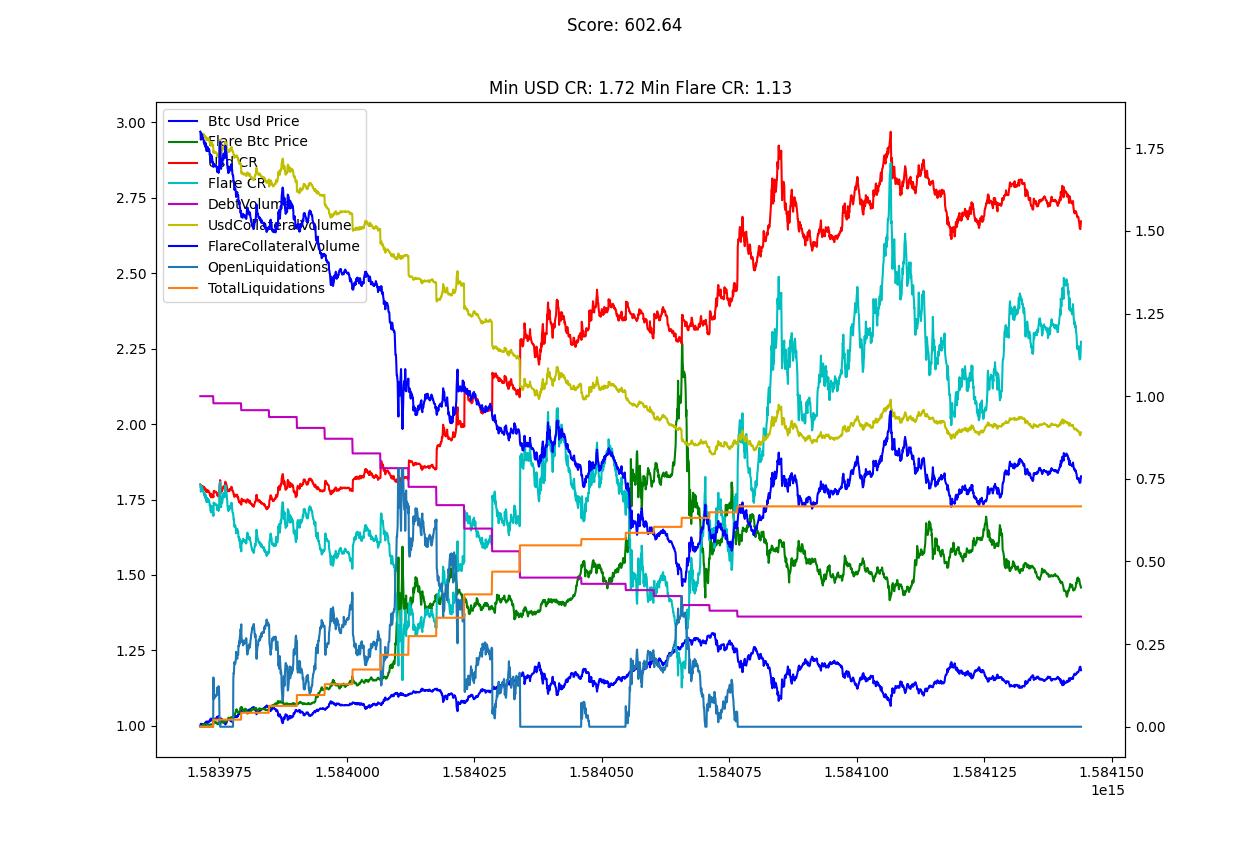 Score: 602.64
Min USD CR: 1.72 Min Flare CR: 1.13
Btc Usd Price
Flare Btc Price
Usd CR
Flare CR
DebtVolume
UsdCollateralVolume
FlareCollateralVolume
OpenLiquidations
TotalLiquidations
3.00
2.75
2.50
2.25
2.00
1.75
1.50
1.25
1.00
1.75
1.50
1.25
1.00
0.75
0.50
0.25
0.00
1.583975 1.584000 1.584025 1.584050 1.584075 1.584100 1.584125 1.584150
1e15